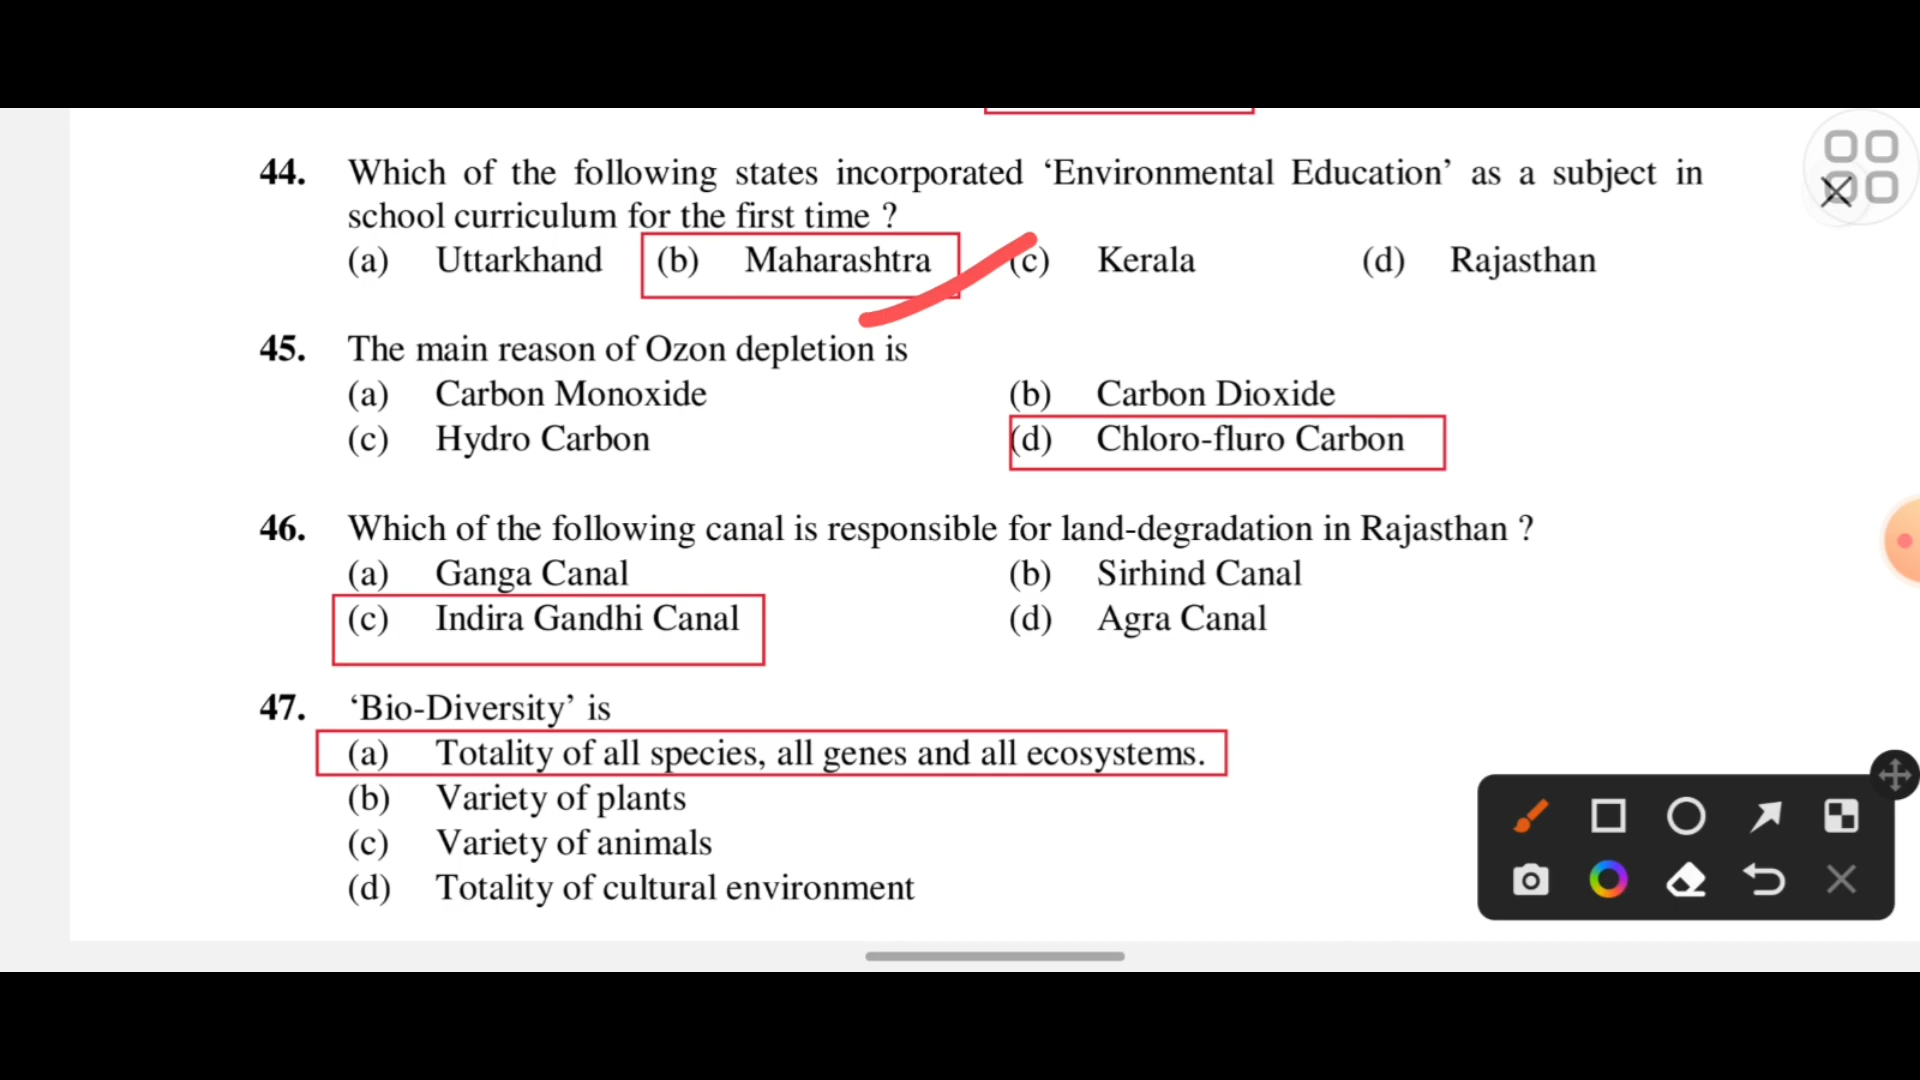 44. Which of the following states incorporated ‘Environmental Education’ as a subject in
school curriculum for the first time ?
(a) Uttarkhand (b) Maharashtra (c) Kerala (d) Rajasthan
45. The main reason of Ozon depletion is
(a) Carbon Monoxide (b) Carbon Dioxide
(c) Hydro Carbon (d) Chloro-fluro Carbon
46. Which of the following canal is responsible for land-degradation in Rajasthan ?
(a) Ganga Canal (b) Sirhind Canal
(c) Indira Gandhi Canal (d) Agra Canal
47. ‘Bio-Diversity’ is
(a) Totality of all species, all genes and all ecosystems.
(b) Variety of plants
(c) Variety of animals
(d) Totality of cultural environment